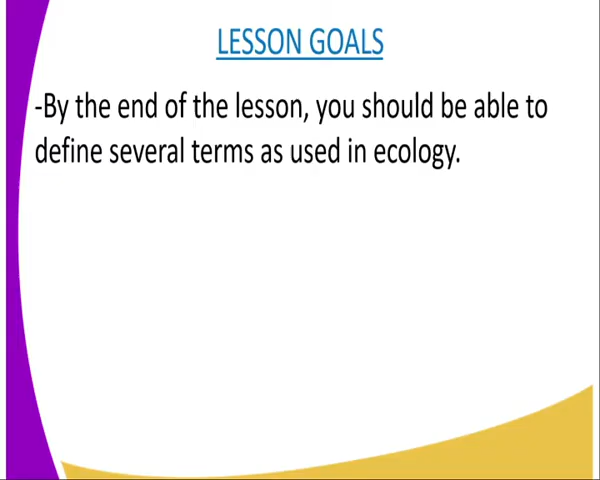 LESSON GOALS
-By the end of the lesson, you should be able to
define several terms as used in ecology.